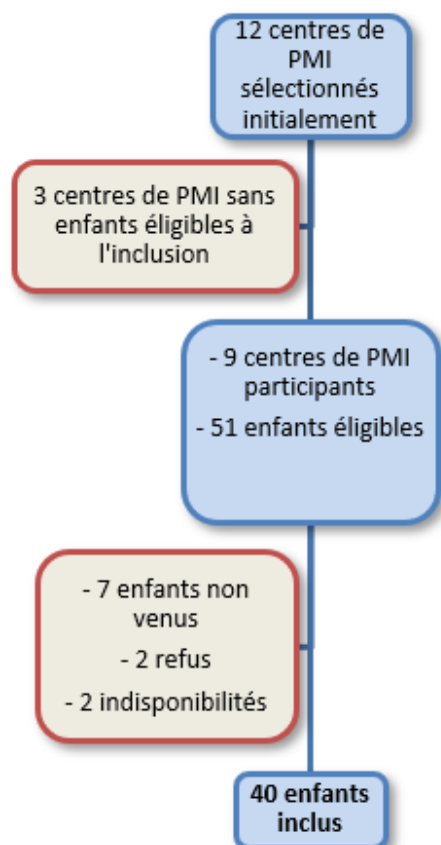 12 centres de
PMI
sélectionnés
initialement
3 centres de PMI sans
enfants éligibles à
l'inclusion
- 9 centres de PMI
participants
- 51 enfants éligibles
- 7 enfants non
venus
- 2 refus
- 2 indisponibilités
40 enfants
inclus